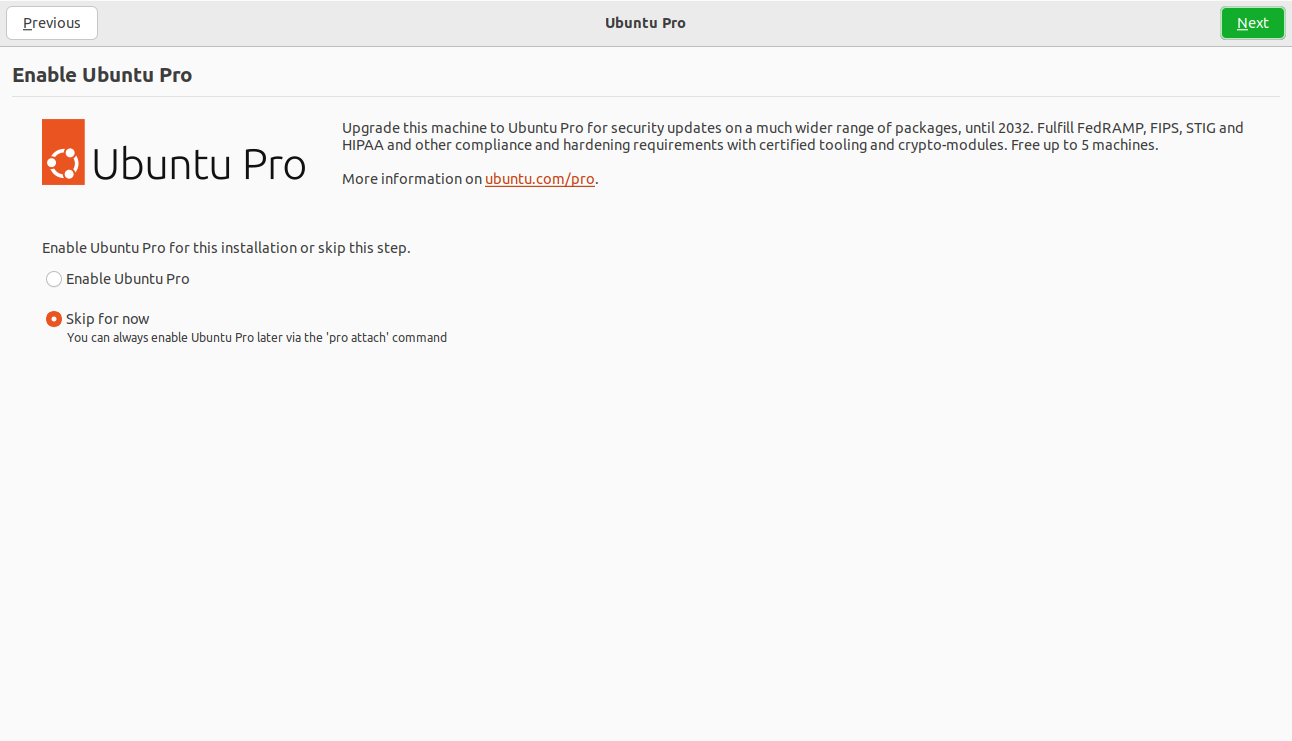 Previous
Ubuntu Pro
Next
Enable Ubuntu Pro
Ubuntu Pro
Upgrade this machine to Ubuntu Pro for security updates on a much wider range of packages, until 2032. Fulfill FedRAMP, FIPS, STIG and
HIPAA and other compliance and hardening requirements with certified tooling and crypto-modules. Free up to 5 machines.
More information on ubuntu.com/pro.
Enable Ubuntu Pro for this installation or skip this step.
Enable Ubuntu Pro
Skip for now
You can always enable Ubuntu Pro later via the 'pro attach' command